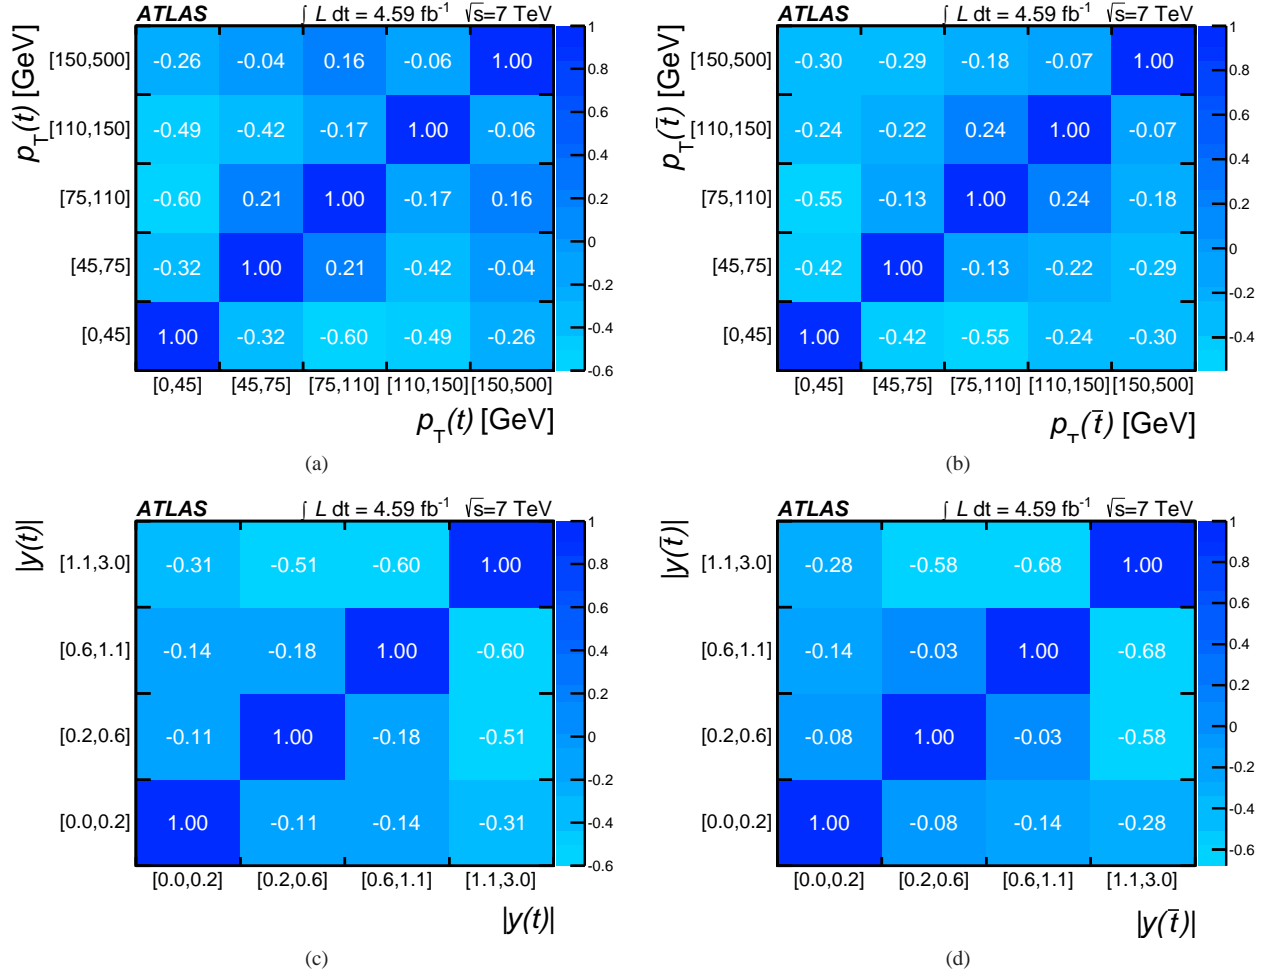 ATLAS ∫ L dt = 4.59 fb⁻¹ √s=7 TeV
p_T(t) [GeV]
[150,500] -0.26 -0.04 0.16 -0.06 1.00
[110,150] -0.49 -0.42 -0.17 1.00 -0.06
[75,110] -0.60 0.21 1.00 -0.17 0.16
[45,75] -0.32 1.00 0.21 -0.42 -0.04
[0,45] 1.00 -0.32 -0.60 -0.49 -0.26
[0,45] [45,75] [75,110] [110,150] [150,500]
p_T(t) [GeV]
1
0.8
0.6
0.4
0.2
0
-0.2
-0.4
-0.6
(a)
ATLAS ∫ L dt = 4.59 fb⁻¹ √s=7 TeV
p_T(t̄) [GeV]
[150,500] -0.30 -0.29 -0.18 -0.07 1.00
[110,150] -0.24 -0.22 0.24 1.00 -0.07
[75,110] -0.55 -0.13 1.00 0.24 -0.18
[45,75] -0.42 1.00 -0.13 -0.22 -0.29
[0,45] 1.00 -0.42 -0.55 -0.24 -0.30
[0,45] [45,75] [75,110] [110,150] [150,500]
p_T(t̄) [GeV]
1
0.8
0.6
0.4
0.2
0
-0.2
-0.4
(b)
ATLAS ∫ L dt = 4.59 fb⁻¹ √s=7 TeV
|y(t)|
[1.1,3.0] -0.31 -0.51 -0.60 1.00
[0.6,1.1] -0.14 -0.18 1.00 -0.60
[0.2,0.6] -0.11 1.00 -0.18 -0.51
[0.0,0.2] 1.00 -0.11 -0.14 -0.31
[0.0,0.2] [0.2,0.6] [0.6,1.1] [1.1,3.0]
|y(t)|
1
0.8
0.6
0.4
0.2
0
-0.2
-0.4
-0.6
(c)
ATLAS ∫ L dt = 4.59 fb⁻¹ √s=7 TeV
|y(t̄)|
[1.1,3.0] -0.28 -0.58 -0.68 1.00
[0.6,1.1] -0.14 -0.03 1.00 -0.68
[0.2,0.6] -0.08 1.00 -0.03 -0.58
[0.0,0.2] 1.00 -0.08 -0.14 -0.28
[0.0,0.2] [0.2,0.6] [0.6,1.1] [1.1,3.0]
|y(t̄)|
1
0.8
0.6
0.4
0.2
0
-0.2
-0.4
-0.6
(d)